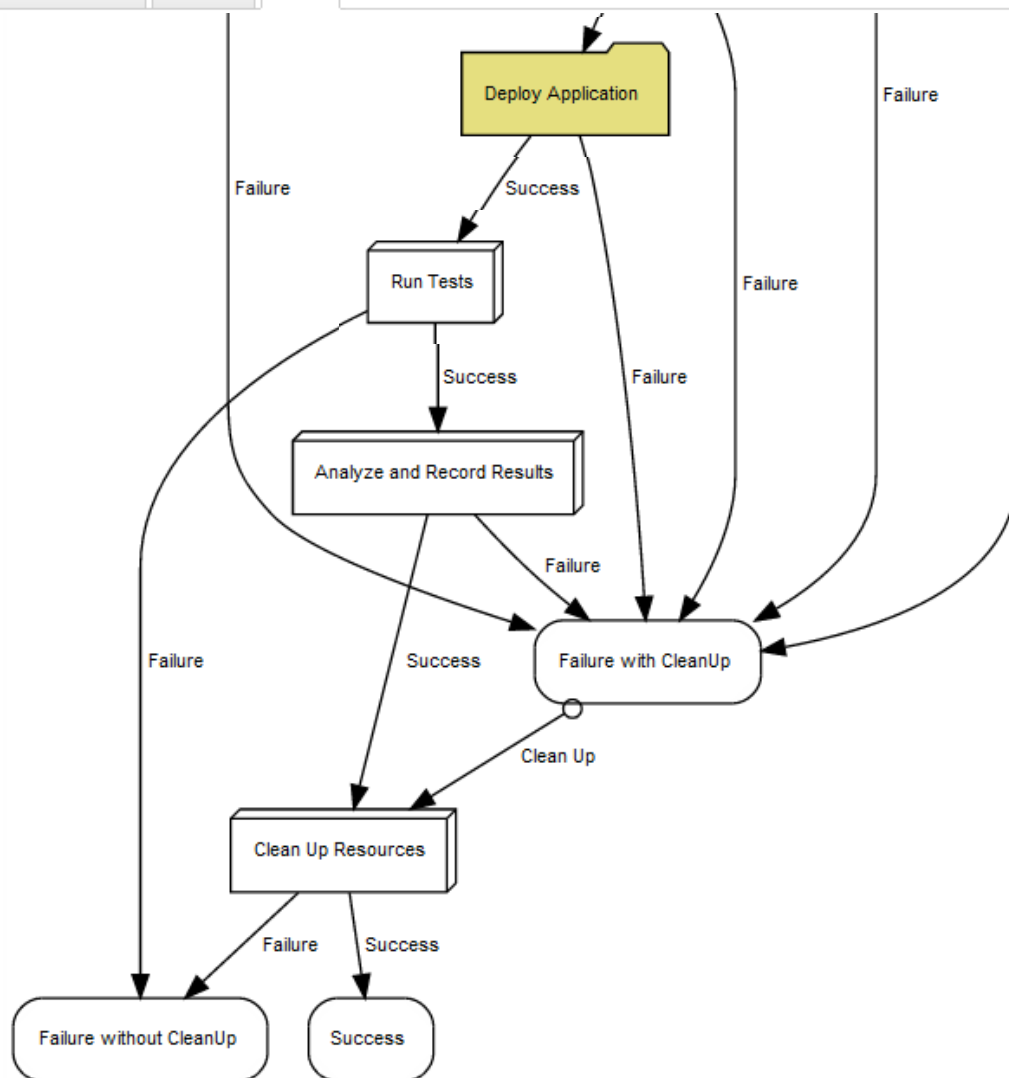 Deploy Application
Failure
Failure
Success
Run Tests
Failure
Success
Failure
Analyze and Record Results
Failure
Failure
Success
Failure with CleanUp
Clean Up
Clean Up Resources
Failure
Success
Failure without CleanUp
Success